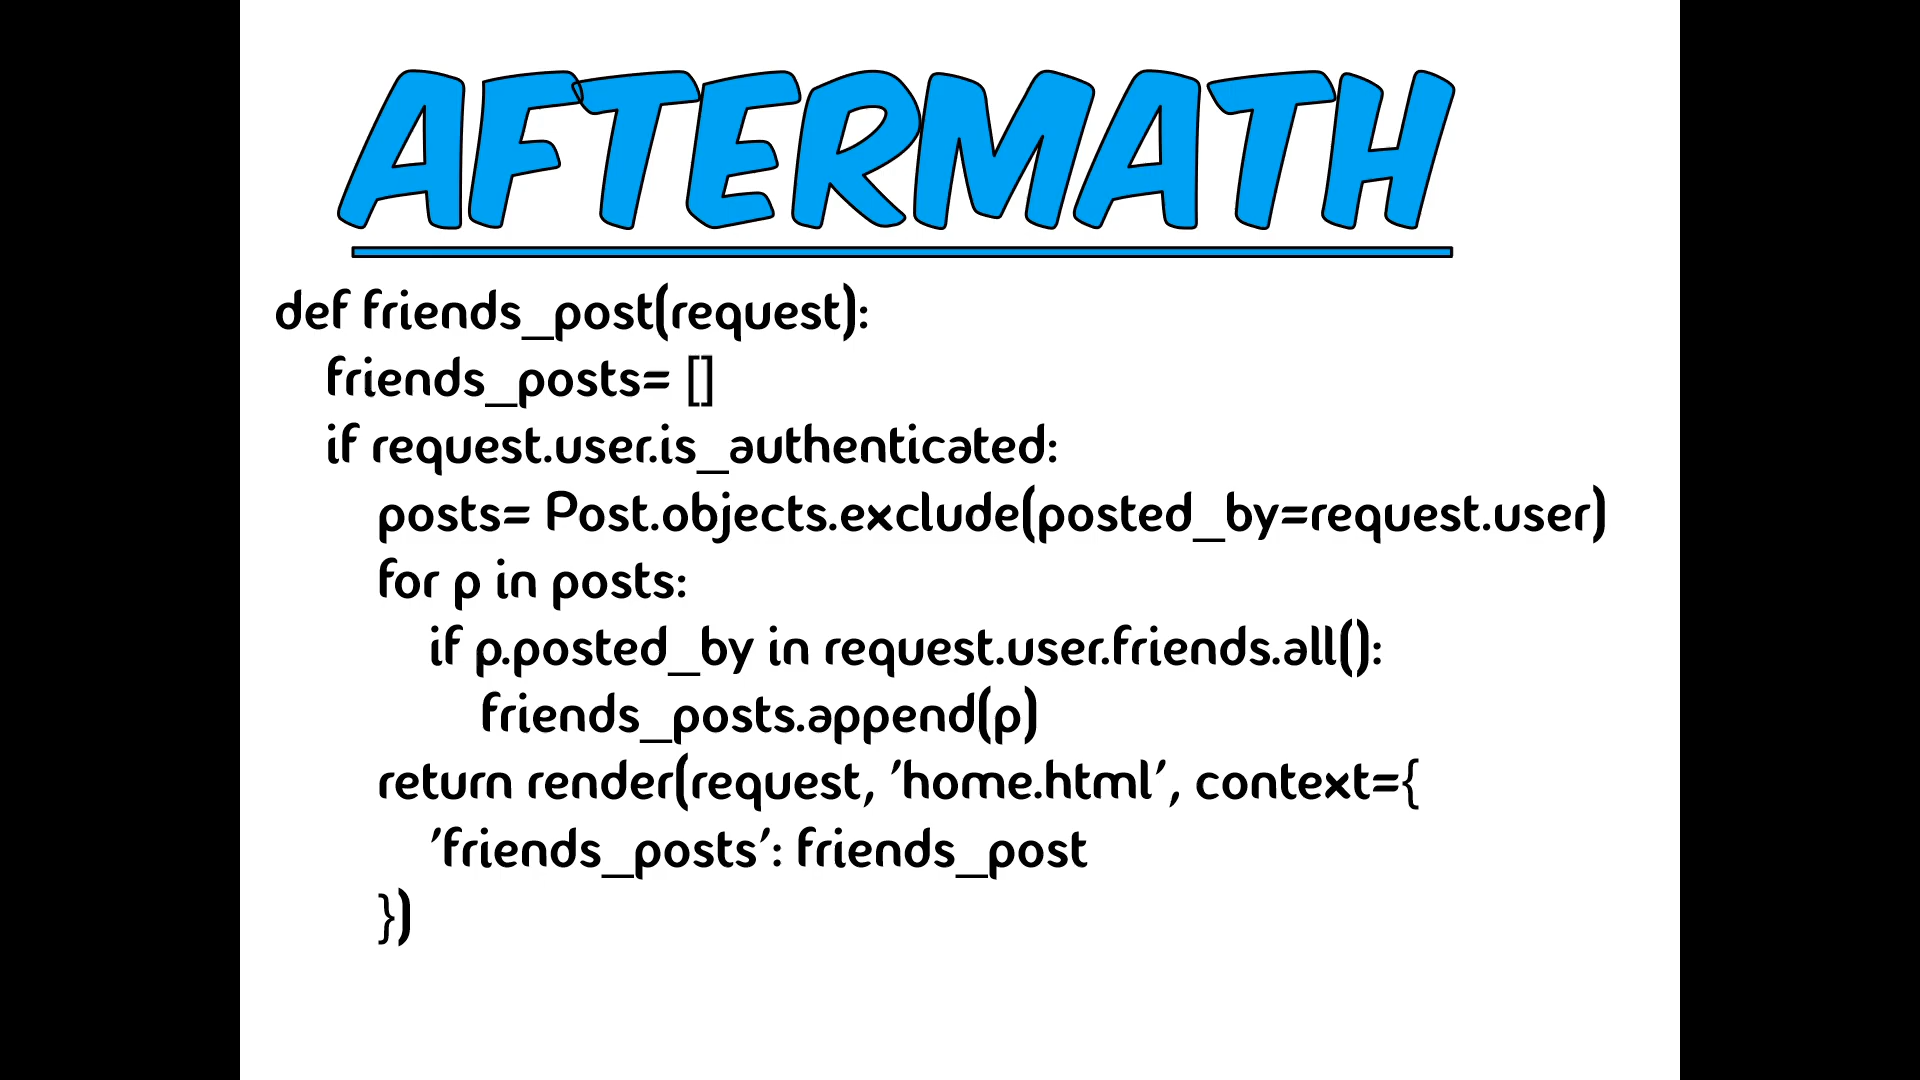 AFTERMATH
def friends_post(request):
friends_posts= []
if request.user.is_authenticated:
posts= Post.objects.exclude(posted_by=request.user)
for p in posts:
if p.posted_by in request.user.friends.all():
friends_posts.append(p)
return render(request, 'home.html', context={
'friends_posts': friends_post
})